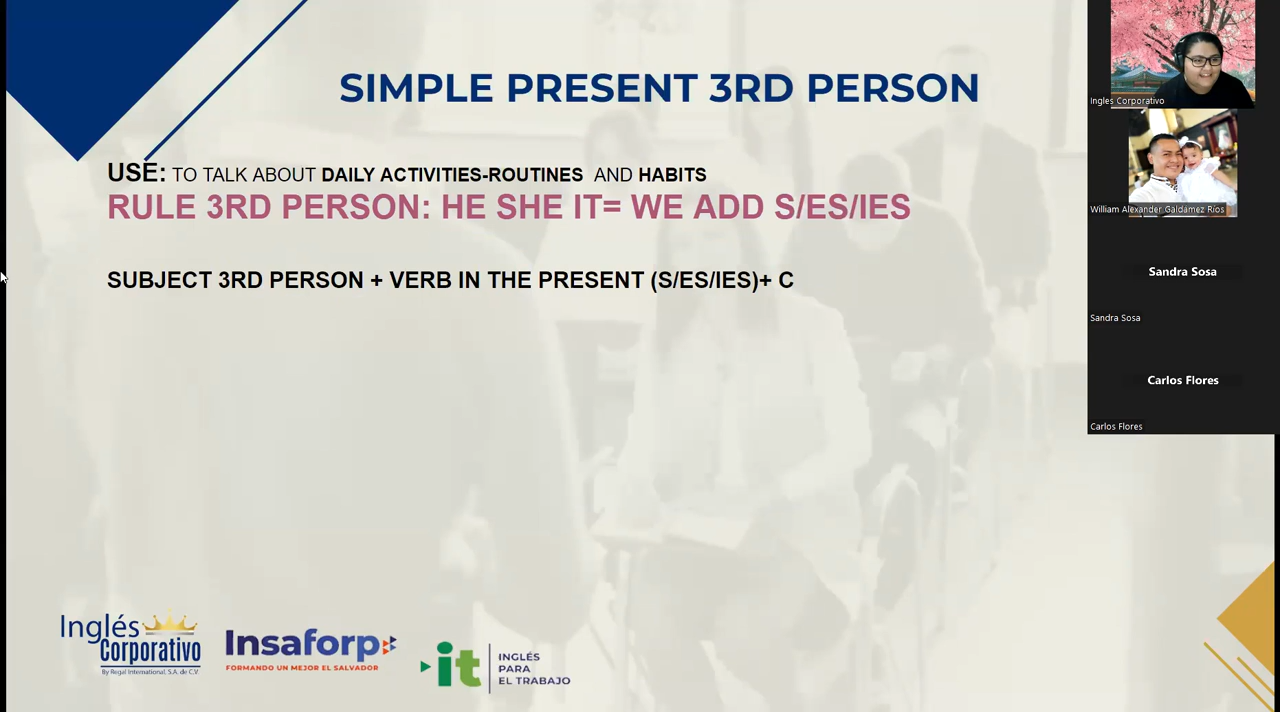 SIMPLE PRESENT 3RD PERSON
USE: TO TALK ABOUT DAILY ACTIVITIES-ROUTINES AND HABITS
RULE 3RD PERSON: HE SHE IT= WE ADD S/ES/IES
SUBJECT 3RD PERSON + VERB IN THE PRESENT (S/ES/IES)+ C
Ingles Corporativo
William Alexander Galdamez Rios
Sandra Sosa
Sandra Sosa
Carlos Flores
Carlos Flores
Inglés
Corporativo
By Regal International, S.A. de C.V.
Insaforp
FORMANDO UN MEJOR EL SALVADOR
it
INGLÉS
PARA
EL TRABAJO